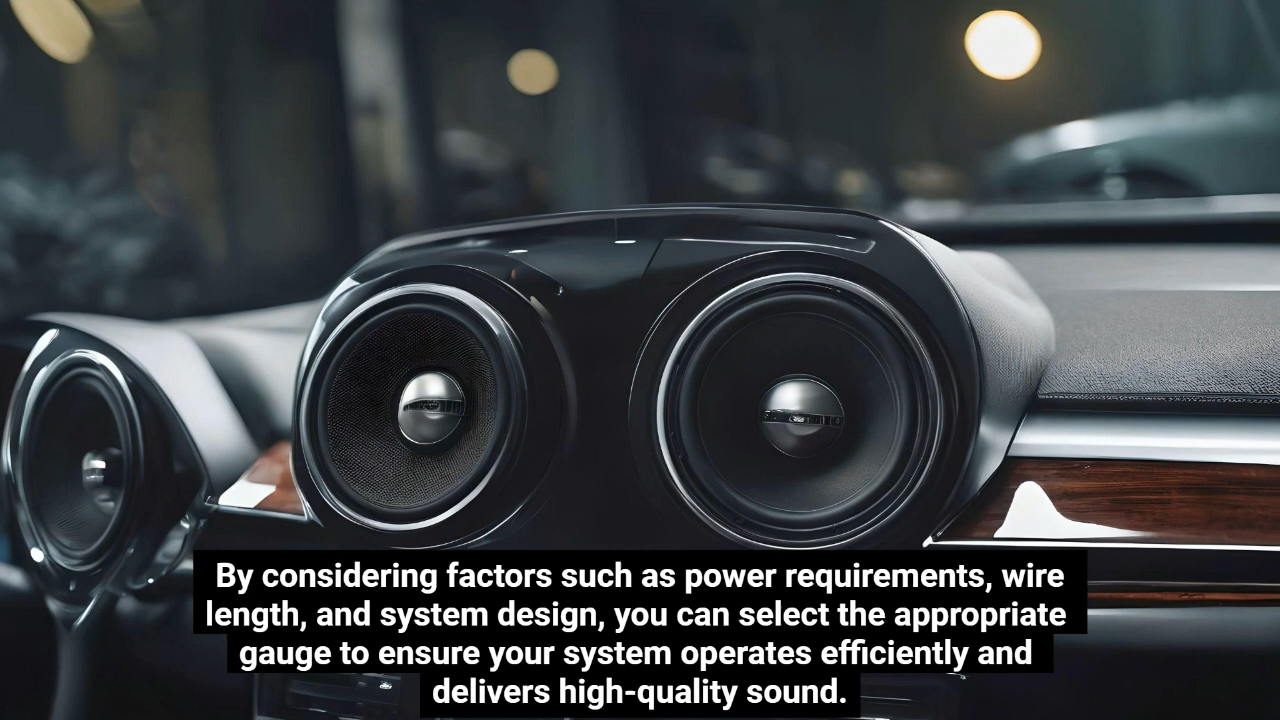 By considering factors such as power requirements, wire
length, and system design, you can select the appropriate
gauge to ensure your system operates efficiently and
delivers high-quality sound.